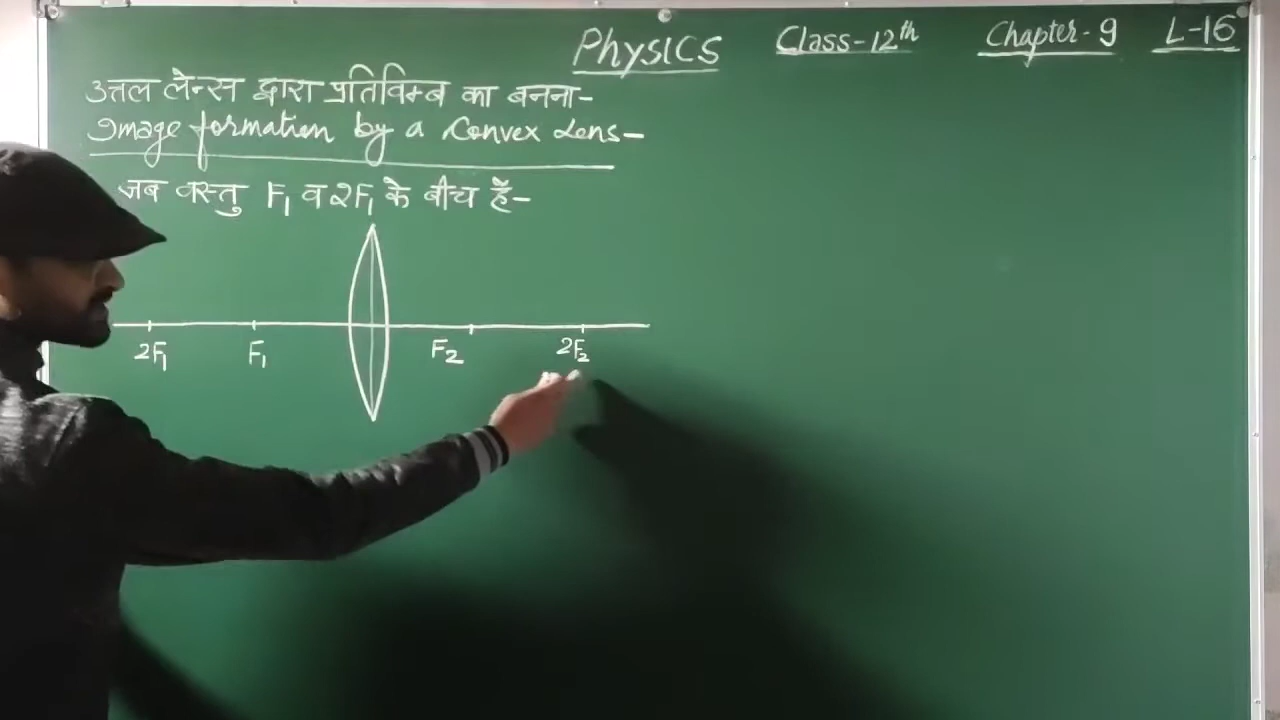 Physics Class-12th Chapter-9 L-16
उत्तल लेन्स द्वारा प्रतिविम्ब का बनना-
Image formation by a Convex Lens-
जब वस्तु F₁ व 2F₁ के बीच हैं-
2F₁ F₁ F₂ 2F₂